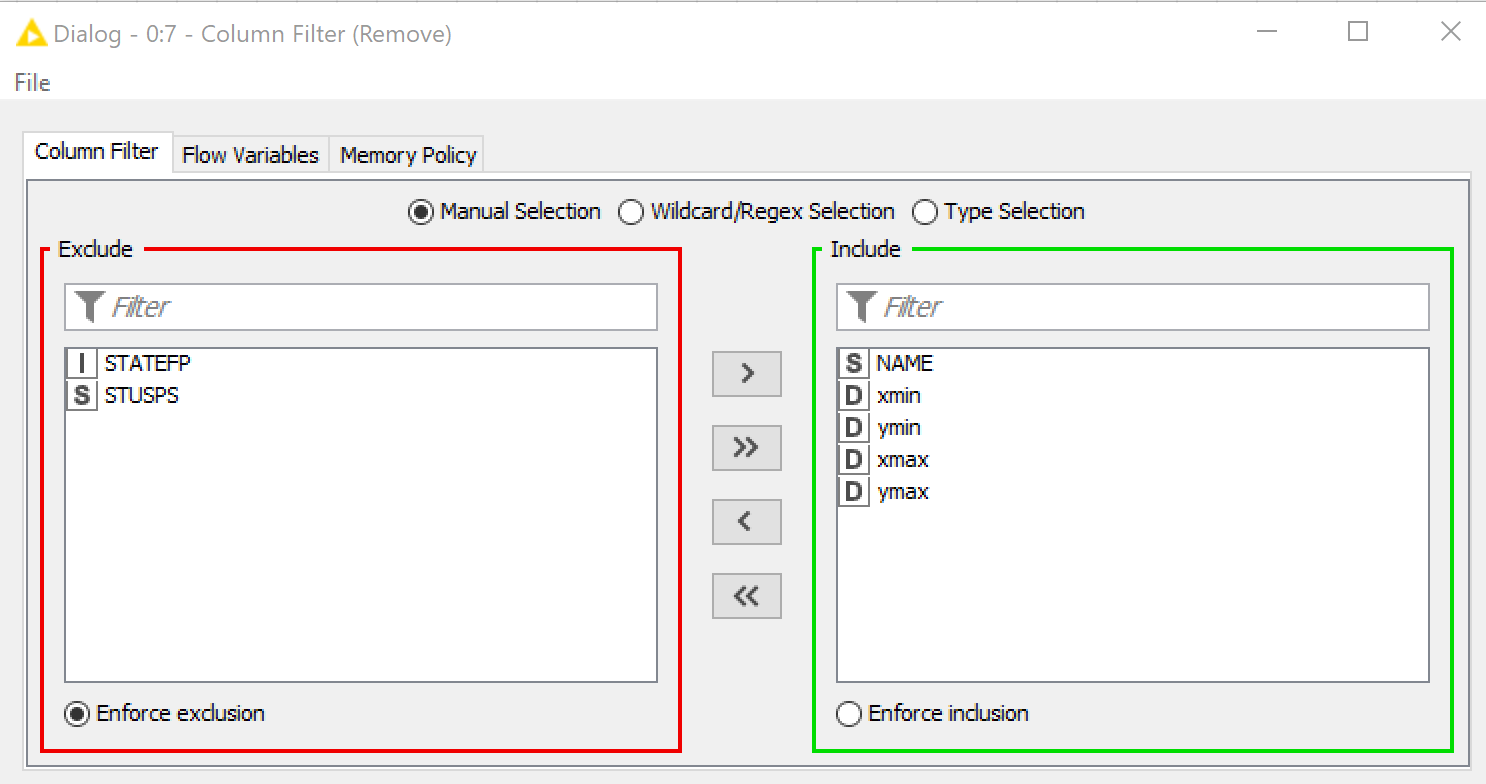 Dialog - 0:7 - Column Filter (Remove)
File
Column Filter Flow Variables Memory Policy
Manual Selection Wildcard/Regex Selection Type Selection
Exclude
Filter
I STATEFP
S STUSPS
Enforce exclusion
>
>>
<
<<
Include
Filter
S NAME
D xmin
D ymin
D xmax
D ymax
Enforce inclusion